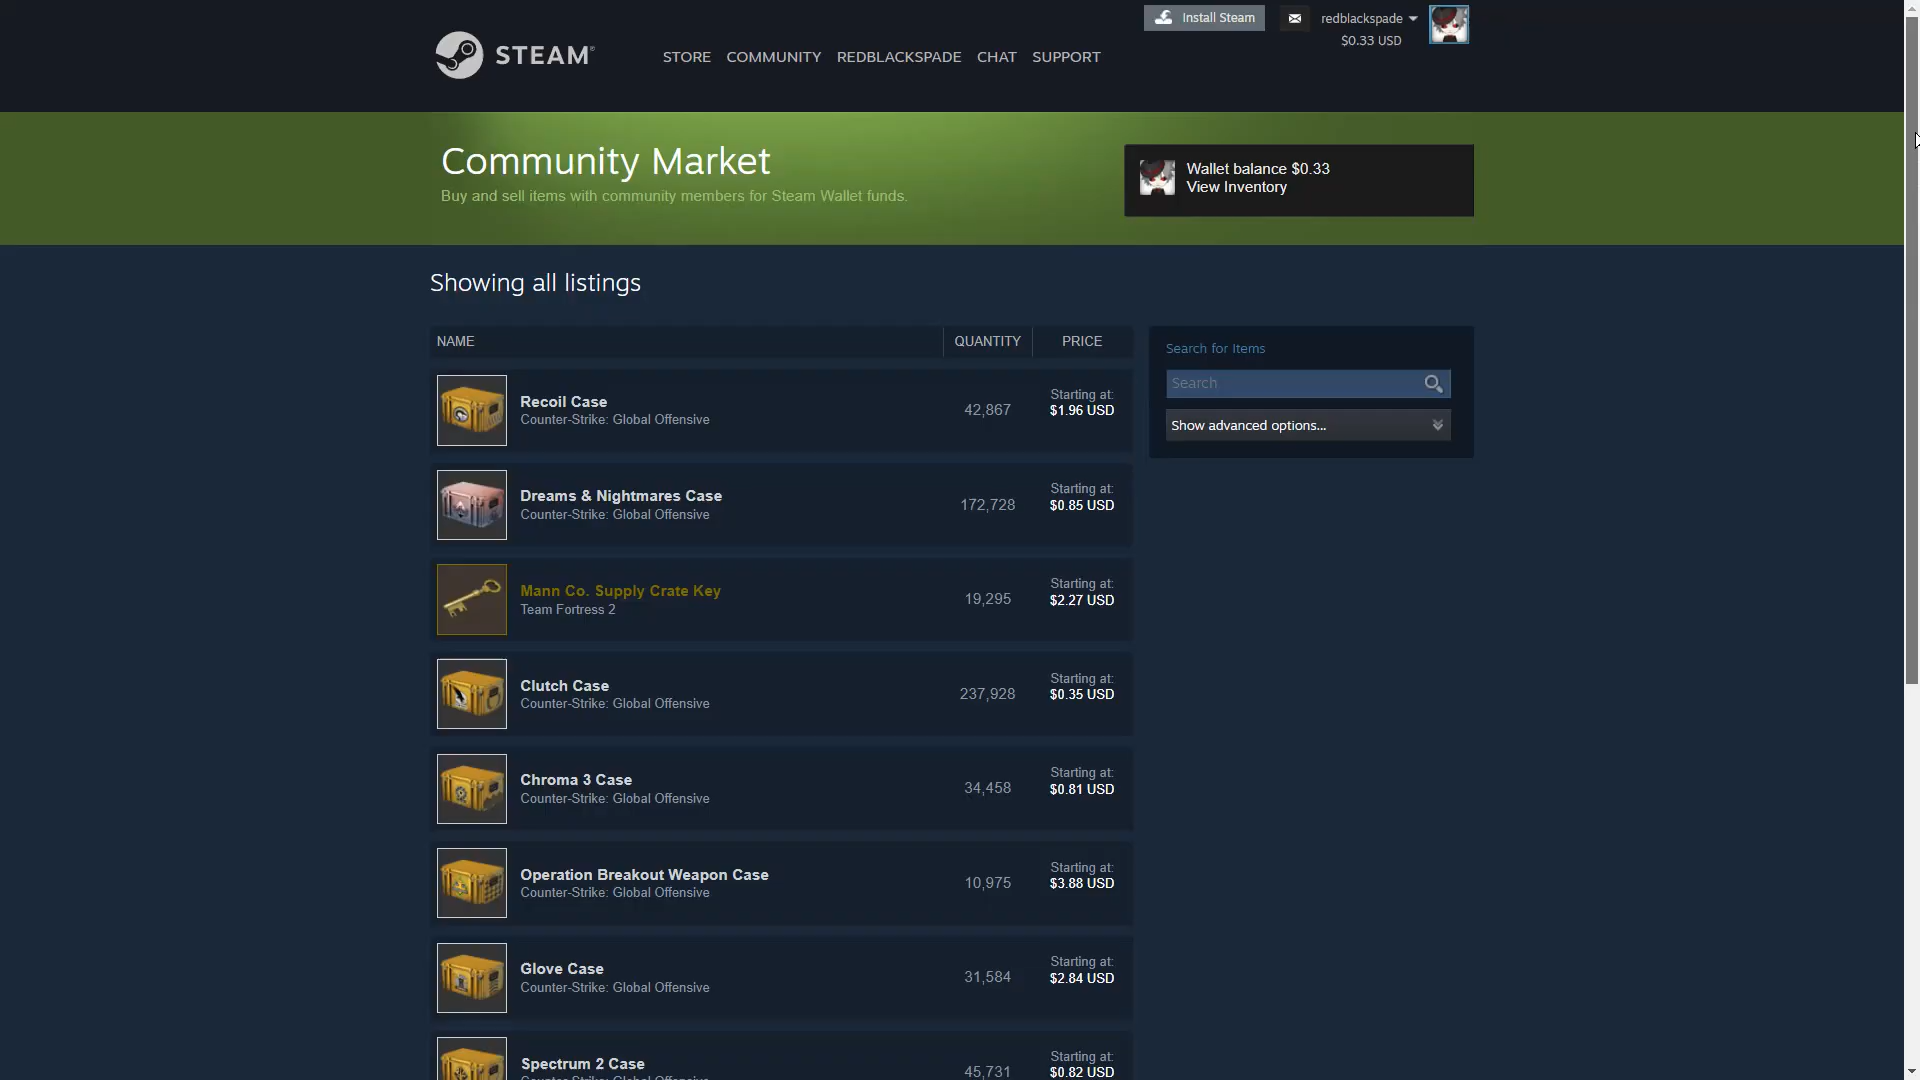 Install Steam
redblackspade
$0.33 USD
STEAM®
STORE COMMUNITY REDBLACKSPADE CHAT SUPPORT
Community Market
Buy and sell items with community members for Steam Wallet funds.
Wallet balance $0.33
View Inventory
Showing all listings
NAME QUANTITY PRICE
Search for Items
Search
Show advanced options...
Recoil Case
Counter-Strike: Global Offensive
42,867
Starting at:
$1.96 USD
Dreams & Nightmares Case
Counter-Strike: Global Offensive
172,728
Starting at:
$0.85 USD
Mann Co. Supply Crate Key
Team Fortress 2
19,295
Starting at:
$2.27 USD
Clutch Case
Counter-Strike: Global Offensive
237,928
Starting at:
$0.35 USD
Chroma 3 Case
Counter-Strike: Global Offensive
34,458
Starting at:
$0.81 USD
Operation Breakout Weapon Case
Counter-Strike: Global Offensive
10,975
Starting at:
$3.88 USD
Glove Case
Counter-Strike: Global Offensive
31,584
Starting at:
$2.84 USD
Spectrum 2 Case
Counter-Strike: Global Offensive
45,731
Starting at:
$0.82 USD